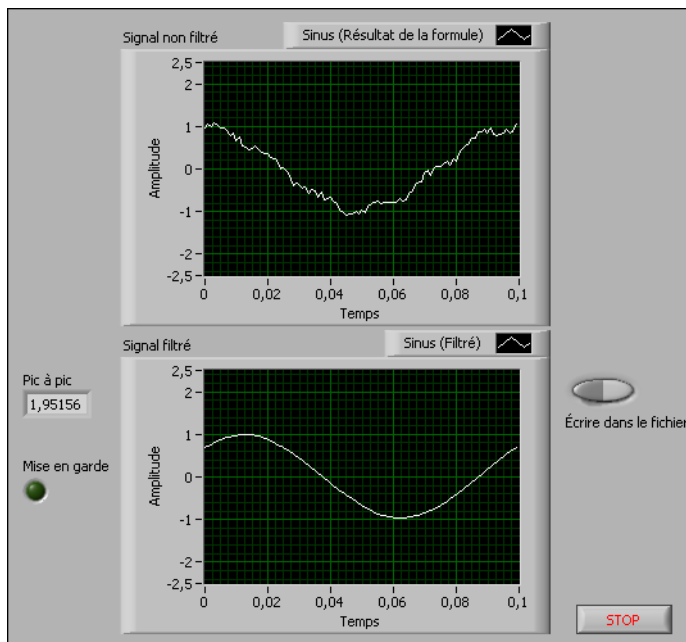 Signal non filtré
Sinus (Résultat de la formule)
2,5
2
1
0
-1
-2
-2,5
Amplitude
0
0,02
0,04
0,06
0,08
0,1
Temps
Signal filtré
Sinus (Filtré)
2,5
2
1
0
-1
-2
-2,5
Amplitude
0
0,02
0,04
0,06
0,08
0,1
Temps
Pic à pic
1,95156
Mise en garde
Écrire dans le fichier
STOP